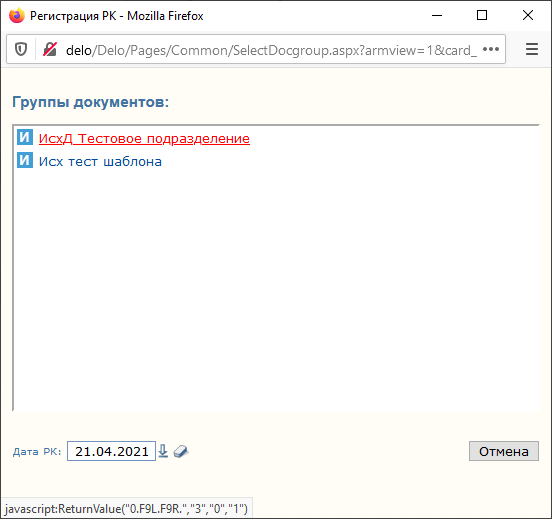 Регистрация РК - Mozilla Firefox
delo/Delo/Pages/Common/SelectDocgroup.aspx?armview=1&card_
Группы документов:
И ИсхД Тестовое подразделение
И Исх тест шаблона
Дата РК: 21.04.2021 Отмена
javascript:ReturnValue("0.F9L.F9R.","3","0","1")